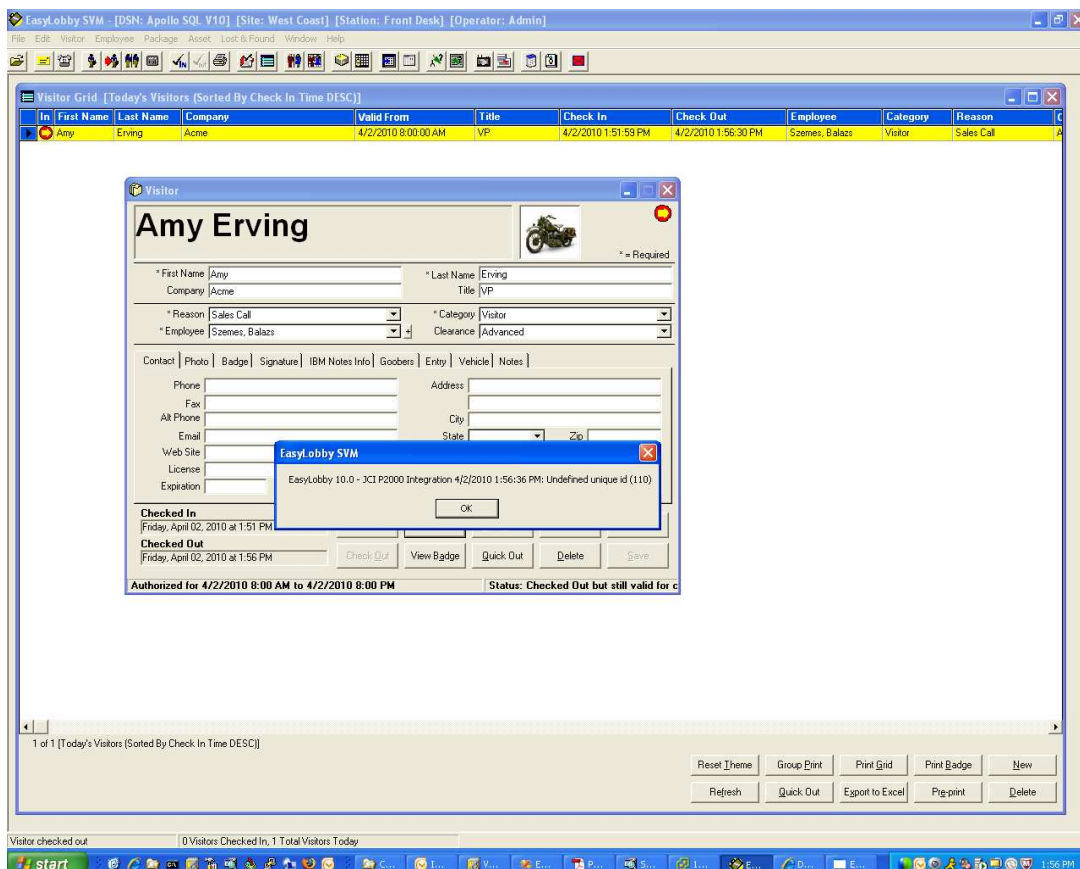 EasyLobby SVM - [DSN: Apollo SQL V10] [Site: West Coast] [Station: Front Desk] [Operator: Admin]
File Edit Visitor Employee Package Asset Lost & Found Window Help
Visitor Grid [Today's Visitors (Sorted By Check In Time DESC)]
In First Name Last Name Company Valid From Title Check In Check Out Employee Category Reason
Amy Erving Acme 4/2/2010 8:00:00 AM VP 4/2/2010 1:51:59 PM 4/2/2010 1:56:30 PM Szemes, Balazs Visitor Sales Call
Visitor
Amy Erving
* = Required
* First Name Amy * Last Name Erving
Company Acme Title VP
* Reason Sales Call * Category Visitor
* Employee Szemes, Balazs + Clearance Advanced
Contact Photo Badge Signature IBM Notes Info Goobers Entry Vehicle Notes
Phone Address
Fax
Alt Phone City
Email State Zip
Web Site
License
Expiration
EasyLobby SVM
EasyLobby 10.0 - JCI P2000 Integration 4/2/2010 1:56:36 PM: Undefined unique id (110)
OK
Checked In
Friday, April 02, 2010 at 1:51 PM
Checked Out
Friday, April 02, 2010 at 1:56 PM
Check Out View Badge Quick Out Delete Save
Authorized for 4/2/2010 8:00 AM to 4/2/2010 8:00 PM Status: Checked Out but still valid for c
1 of 1 [Today's Visitors (Sorted By Check In Time DESC)]
Reset Theme Group Print Print Grid Print Badge New
Refresh Quick Out Export to Excel Pre-print Delete
Visitor checked out 0 Visitors Checked In, 1 Total Visitors Today
start C... I... V... E... P... S... 1... E... D... E... 1:56 PM